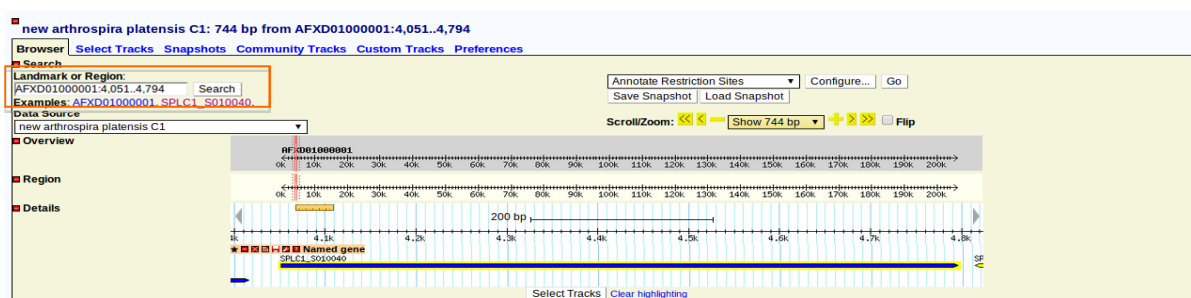 new arthrospira platensis C1: 744 bp from AFXD01000001:4,051..4,794
Browser Select Tracks Snapshots Community Tracks Custom Tracks Preferences
Search
Landmark or Region:
AFXD01000001:4,051..4,794 Search
Annotate Restriction Sites Configure... Go
Save Snapshot Load Snapshot
Examples: AFXD01000001, SPLC1_S010040,
Data Source
new arthrospira platensis C1
Scroll/Zoom: << < Show 744 bp > >> Flip
Overview
AFXD01000001
0k 10k 20k 30k 40k 50k 60k 70k 80k 90k 100k 110k 120k 130k 140k 150k 160k 170k 180k 190k 200k
Region
0k 10k 20k 30k 40k 50k 60k 70k 80k 90k 100k 110k 120k 130k 140k 150k 160k 170k 180k 190k 200k
Details
200 bp
4k 4.1k 4.2k 4.3k 4.4k 4.5k 4.6k 4.7k 4.8k
Named gene
SPLC1_S010040 SP
Select Tracks Clear highlighting